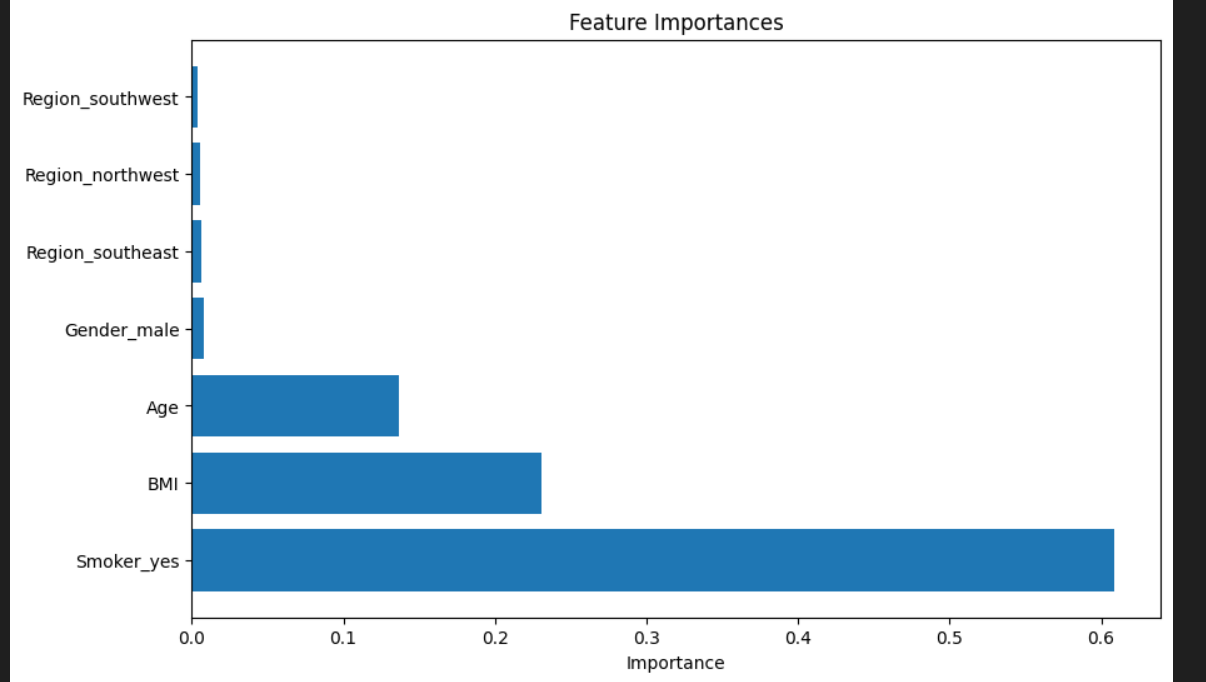 Feature Importances
Region_southwest
Region_northwest
Region_southeast
Gender_male
Age
BMI
Smoker_yes
0.0 0.1 0.2 0.3 0.4 0.5 0.6
Importance